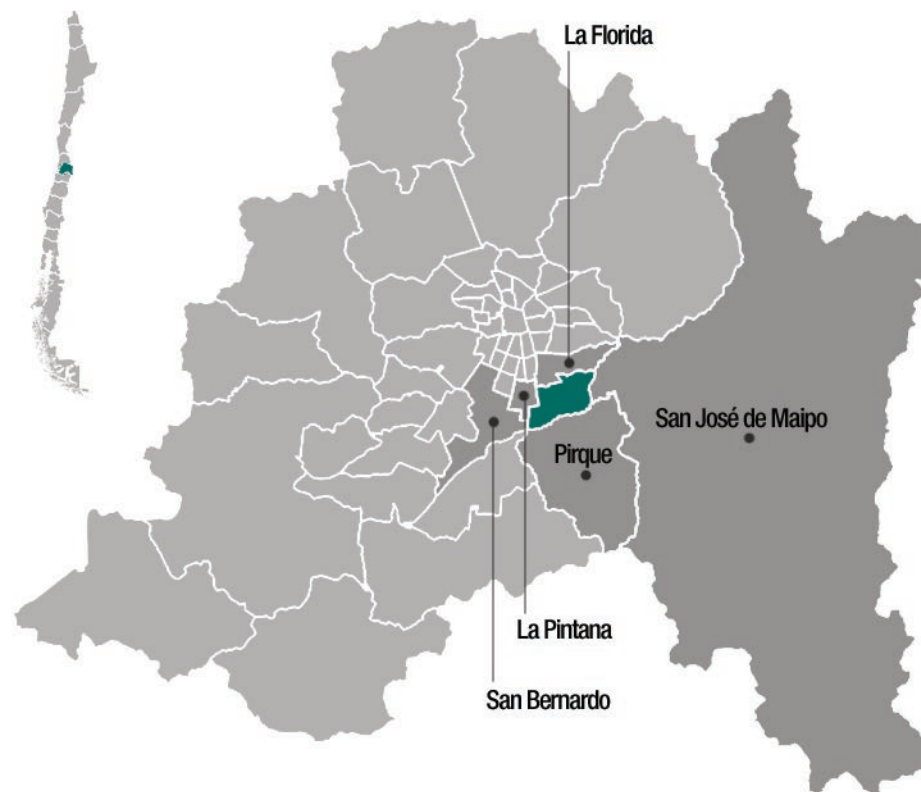 La Florida
San José de Maipo
Pirque
La Pintana
San Bernardo